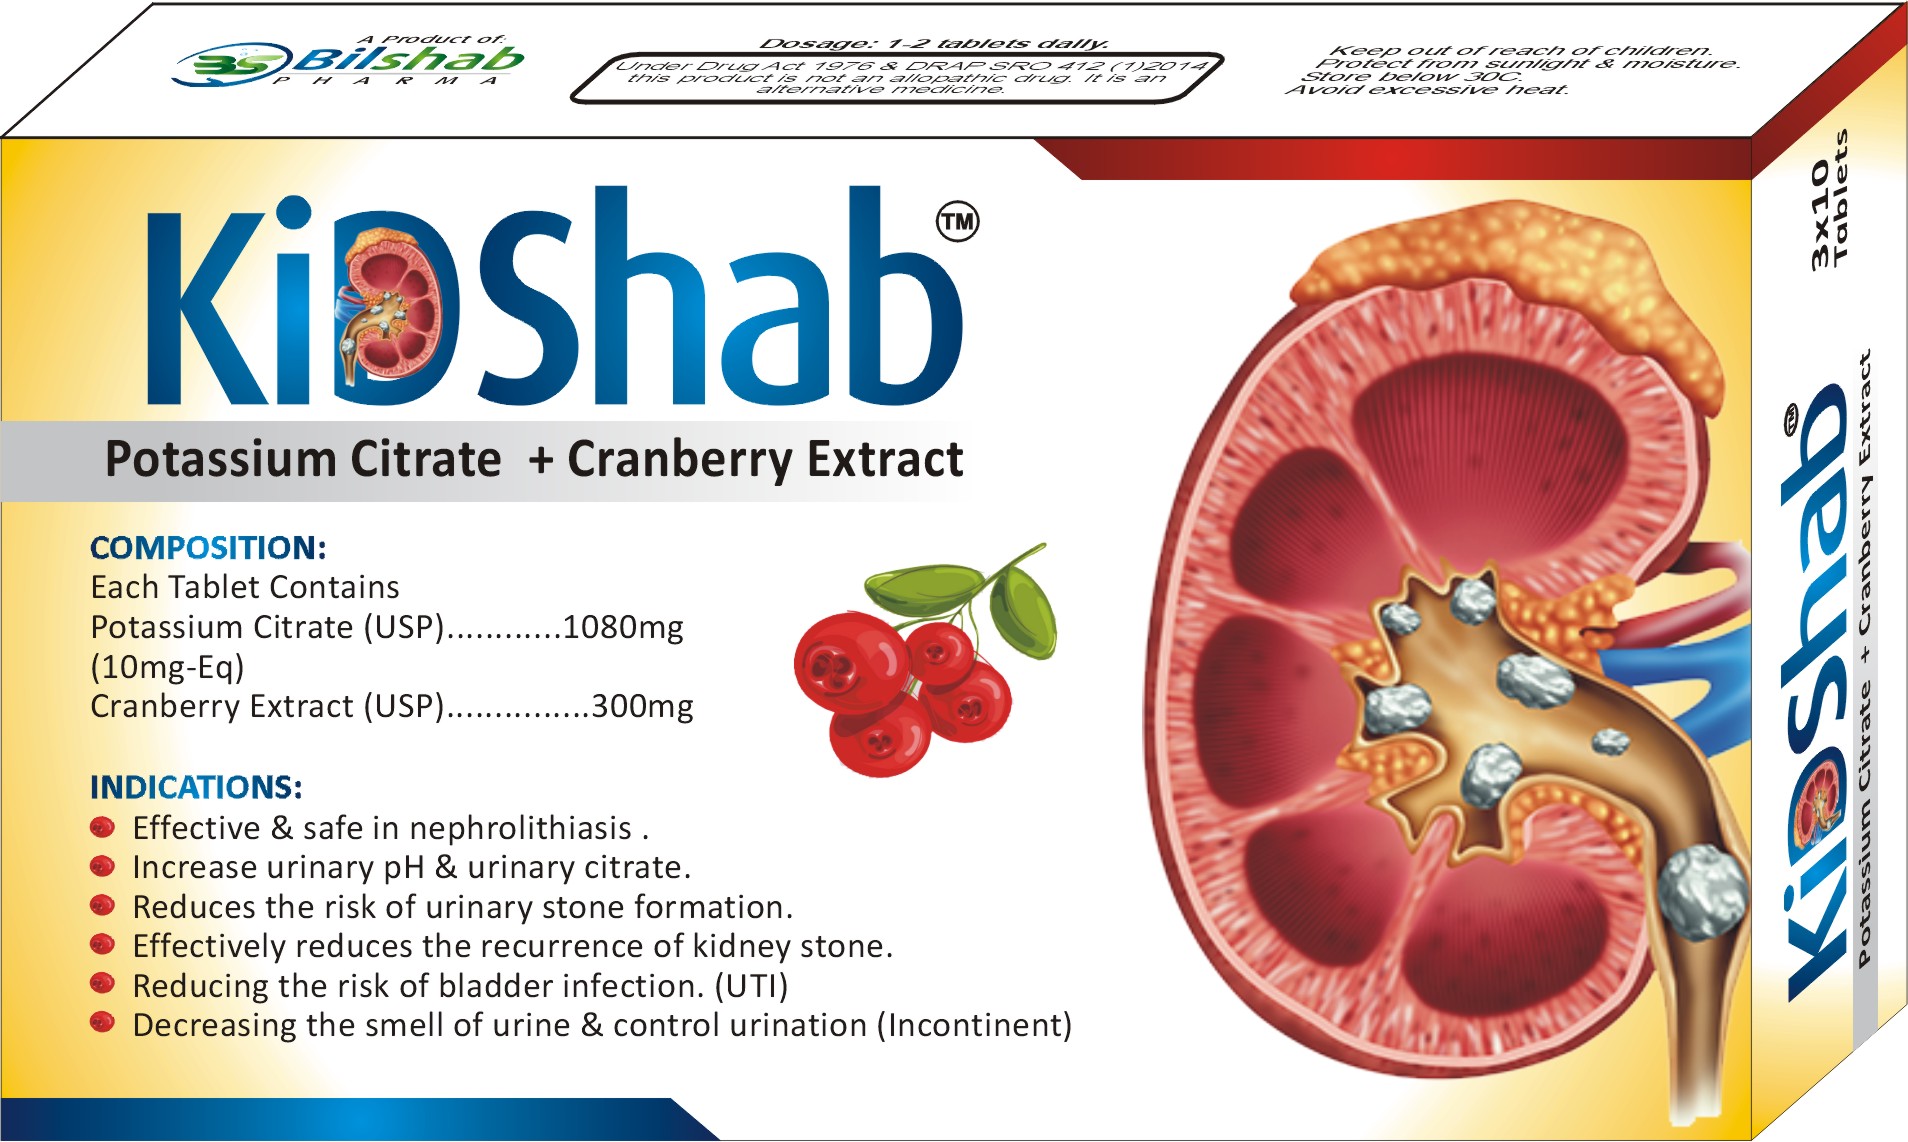 A Product of:
BS Bilshab
PHARMA
Dosage: 1-2 tablets daily.
Under Drug Act 1976 & DRAP SRO 412 (1)2014
this product is not an allopathic drug. It is an
alternative medicine.
Keep out of reach of children.
Protect from sunlight & moisture.
Store below 30C.
Avoid excessive heat.
KiDShab™
Potassium Citrate + Cranberry Extract
COMPOSITION:
Each Tablet Contains
Potassium Citrate (USP)............1080mg
(10mg-Eq)
Cranberry Extract (USP)...............300mg
INDICATIONS:
Effective & safe in nephrolithiasis .
Increase urinary pH & urinary citrate.
Reduces the risk of urinary stone formation.
Effectively reduces the recurrence of kidney stone.
Reducing the risk of bladder infection. (UTI)
Decreasing the smell of urine & control urination (Incontinent)
3x10
Tablets
KiDShab™
Potassium Citrate + Cranberry Extract